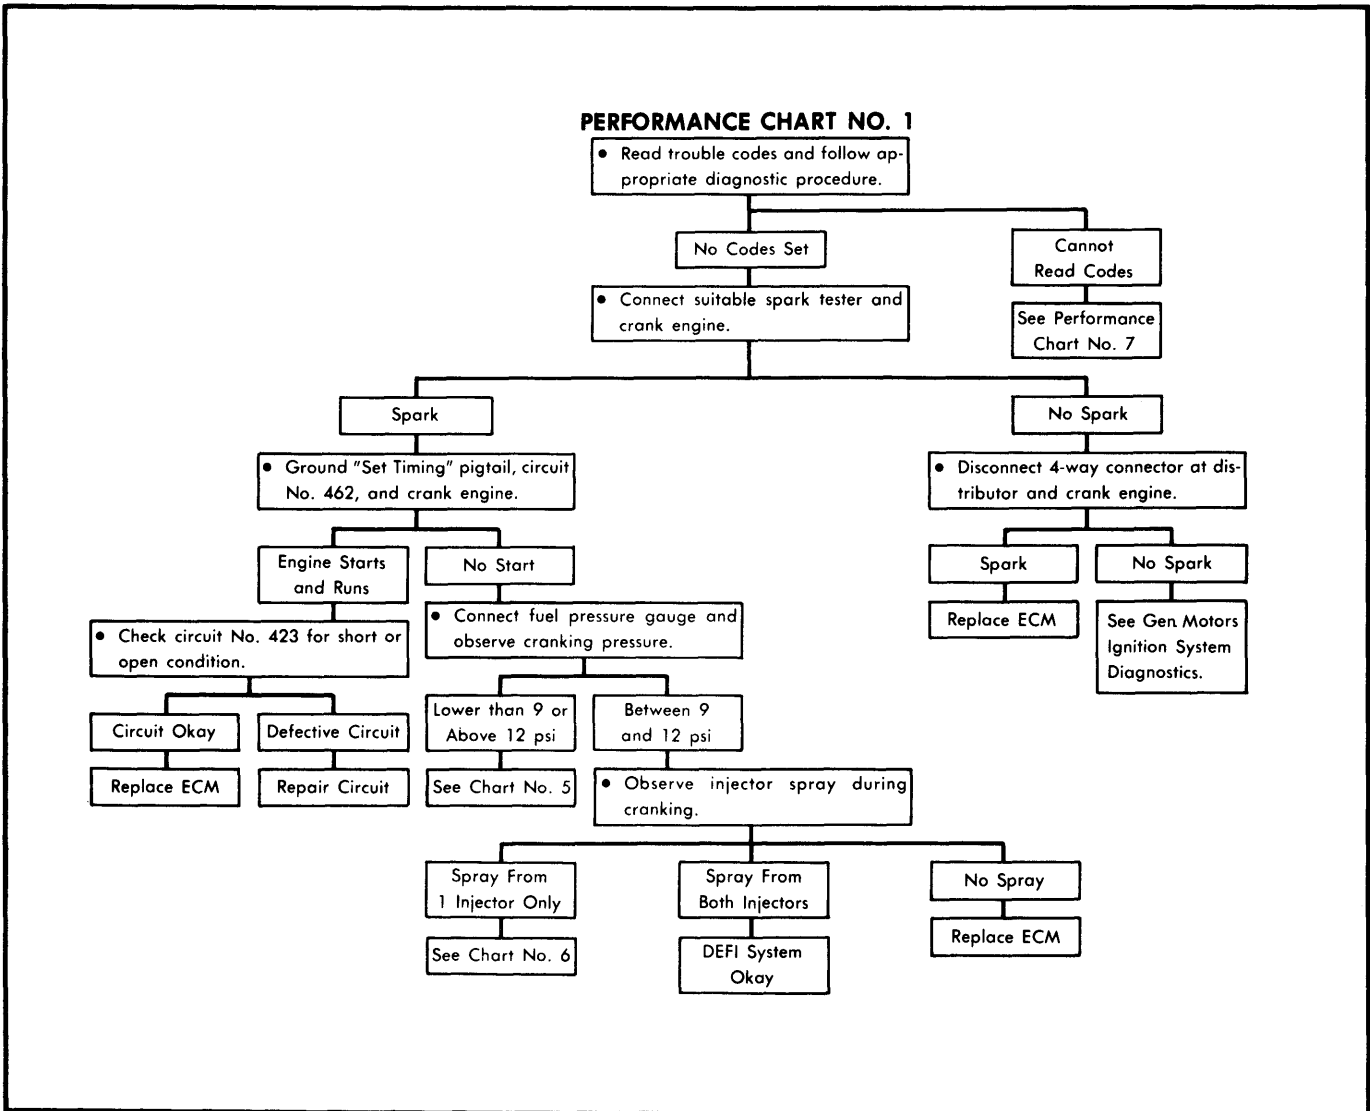 PERFORMANCE CHART NO. 1
• Read trouble codes and follow ap-
propriate diagnostic procedure.
No Codes Set
Cannot
Read Codes
• Connect suitable spark tester and
crank engine.
See Performance
Chart No. 7
Spark
No Spark
• Ground "Set Timing" pigtail, circuit
No. 462, and crank engine.
• Disconnect 4-way connector at dis-
tributor and crank engine.
Engine Starts
and Runs
No Start
Spark
No Spark
• Check circuit No. 423 for short or
open condition.
• Connect fuel pressure gauge and
observe cranking pressure.
Replace ECM
See Gen. Motors
Ignition System
Diagnostics.
Circuit Okay
Defective Circuit
Lower than 9 or
Above 12 psi
Between 9
and 12 psi
Replace ECM
Repair Circuit
See Chart No. 5
• Observe injector spray during
cranking.
Spray From
1 Injector Only
Spray From
Both Injectors
No Spray
See Chart No. 6
DEFI System
Okay
Replace ECM